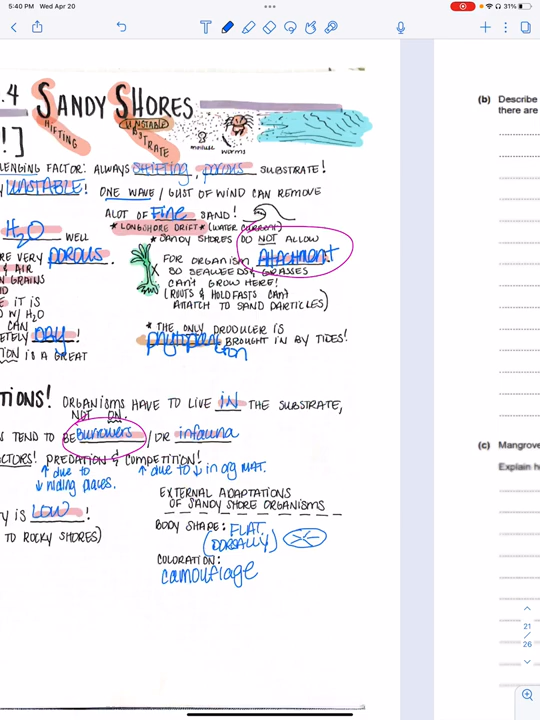 5:40 PM Wed Apr 20
31%
.4 SANDY SHORES
!] SHIFTING UNSTABLE SUBSTRATE
mollusc worms
LENGING FACTOR: ALWAYS SHIFTING, porous SUBSTRATE!
UNSTABLE! ONE WAVE / GUST OF WIND CAN REMOVE
ALOT OF Fine SAND!
H2O WELL
* LONGSHORE DRIFT * (WATER CURRENT)
* SANDY SHORES DO NOT ALLOW
RE VERY porous.
FOR ORGANISM ATTACHMENT.
& AIR
SO SEAWEEDS & GRASSES
N GRAINS
CAN'T GROW HERE!
(ROOTS & HOLDFASTS CAN'T
E IT IS
ATTATCH TO SAND PARTICLES)
D W/ H2O
CAN
* THE ONLY PRODUCER IS
ETELY DRY!
phytoplankton BROUGHT IN BY TIDES!
TION IS A GREAT
TIONS! ORGANISMS HAVE TO LIVE IN THE SUBSTRATE,
NOT ON.
S TEND TO BE Burrowers / OR infauna
ACTORS! PREDATION & COMPETITION!
↑ due to
↓ hiding places.
↑ due to ↓ in org mat.
EXTERNAL ADAPTATIONS
OF SANDY SHORE ORGANISMS
TY IS LOW!
BODY SHAPE: FLAT
TO ROCKY SHORES)
(DORSALLY)
COLORATION:
camouflage
(b) Describe
there are
(c) Mangrove
Explain h
21
/
26